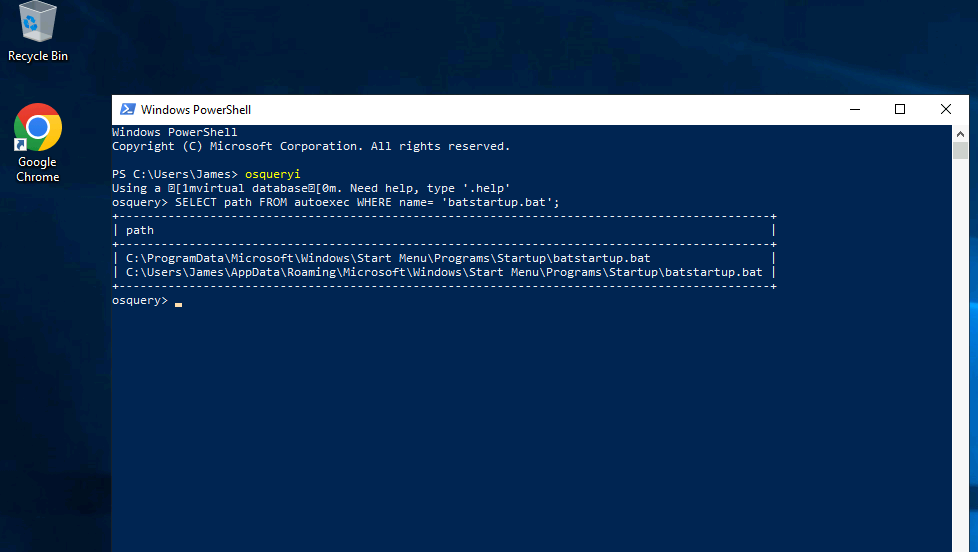 Recycle Bin
Google
Chrome
Windows PowerShell
Windows PowerShell
Copyright (C) Microsoft Corporation. All rights reserved.
PS C:\Users\James> osqueryi
Using a [1mvirtual database[0m. Need help, type '.help'
osquery> SELECT path FROM autoexec WHERE name= 'batstartup.bat';
+---------------------------------------------------------------------------------------------+
| path |
+---------------------------------------------------------------------------------------------+
| C:\ProgramData\Microsoft\Windows\Start Menu\Programs\Startup\batstartup.bat |
| C:\Users\James\AppData\Roaming\Microsoft\Windows\Start Menu\Programs\Startup\batstartup.bat |
+---------------------------------------------------------------------------------------------+
osquery>